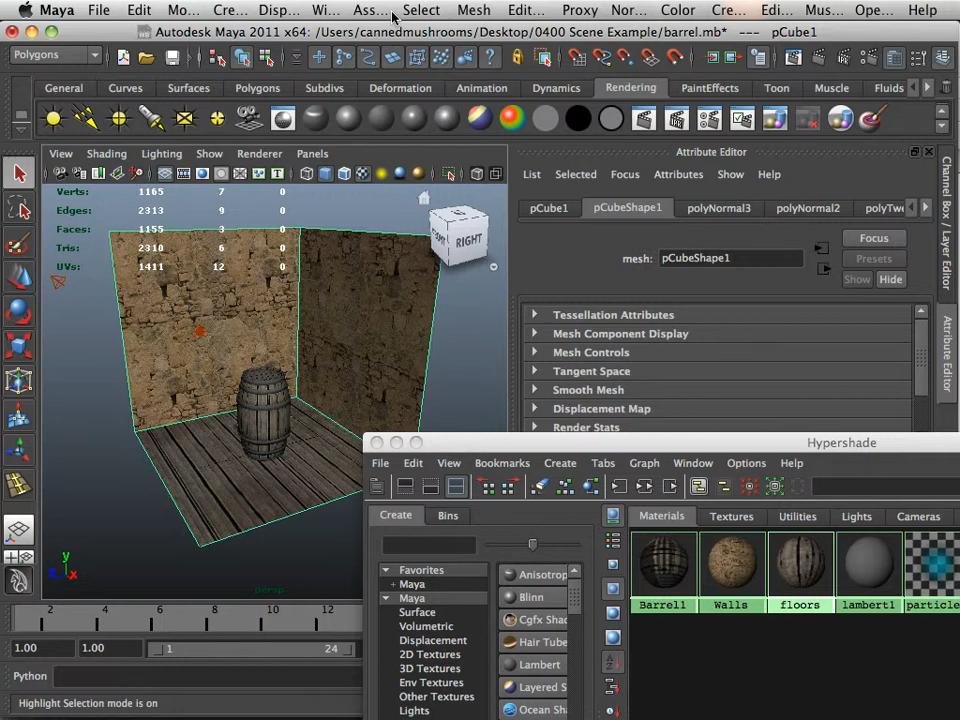 Maya File Edit Mo... Cre... Disp... Wi... Ass... Select Mesh Edit... Proxy Nor... Color Cre... Edi... Mus... Ope... Help
Autodesk Maya 2011 x64: /Users/cannedmushrooms/Desktop/0400 Scene Example/barrel.mb* --- pCube1
Polygons
General Curves Surfaces Polygons Subdivs Deformation Animation Dynamics Rendering PaintEffects Toon Muscle Fluids
View Shading Lighting Show Renderer Panels
Attribute Editor
List Selected Focus Attributes Show Help
pCube1 pCubeShape1 polyNormal3 polyNormal2 polyTwe
Verts: 1165 7 0
Edges: 2313 9 0
Faces: 1155 3 0
Tris: 2310 6 0
UVs: 1411 12 0
RIGHT
mesh: pCubeShape1
Focus
Presets
Show Hide
Tessellation Attributes
Mesh Component Display
Mesh Controls
Tangent Space
Smooth Mesh
Displacement Map
Render Stats
Channel Box / Layer Editor
Attribute Editor
Hypershade
File Edit View Bookmarks Create Tabs Graph Window Options Help
Create Bins
Materials Textures Utilities Lights Cameras
Favorites
+ Maya
Maya
Surface
Volumetric
Displacement
2D Textures
3D Textures
Env Textures
Other Textures
Lights
Anisotrop
Blinn
Cgfx Shad
Hair Tube
Lambert
Layered S
Ocean Sha
Barrel1 Walls floors lambert1 particle
y
z x
persp
2 4 6 8 10 12
1.00 1.00 1 24
Python
Highlight Selection mode is on